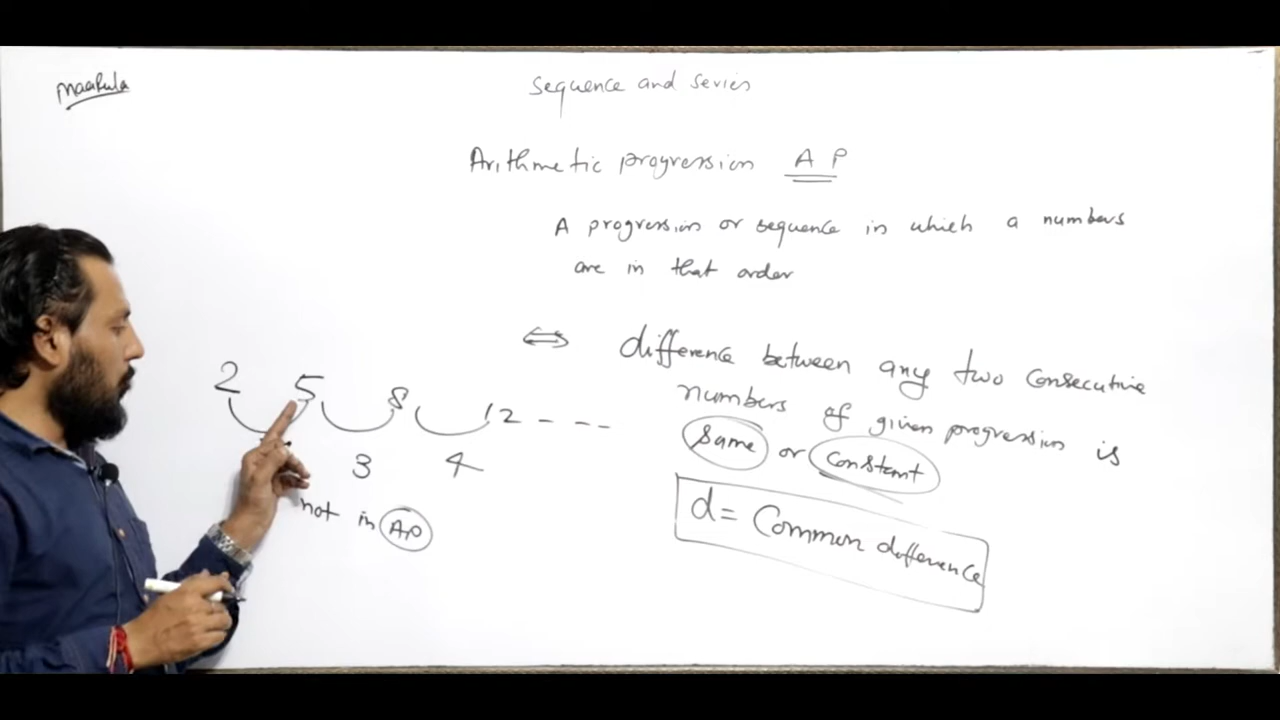 Sequence and series
Arithmetic progression A P
A progression or sequence in which a numbers
are in that order
⇔ difference between any two consecutive
numbers of given progression is
same or constant
d = Common difference
2 5 8 12 - - -
3 4
not in AP